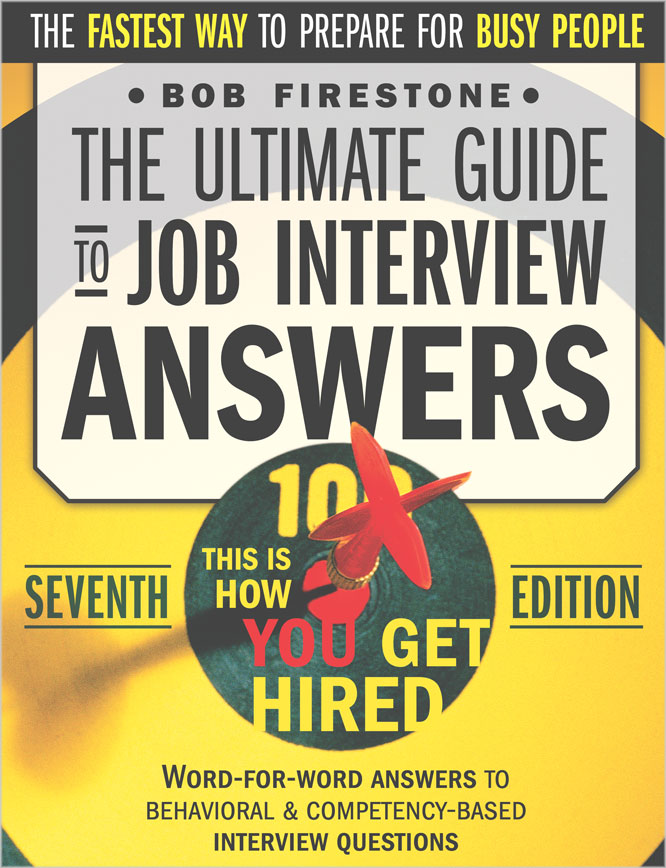 THE FASTEST WAY TO PREPARE FOR BUSY PEOPLE
• BOB FIRESTONE •
THE ULTIMATE GUIDE
TO JOB INTERVIEW
ANSWERS
100
THIS IS
HOW
YOU GET
HIRED
SEVENTH EDITION
WORD-FOR-WORD ANSWERS TO
BEHAVIORAL & COMPETENCY-BASED
INTERVIEW QUESTIONS